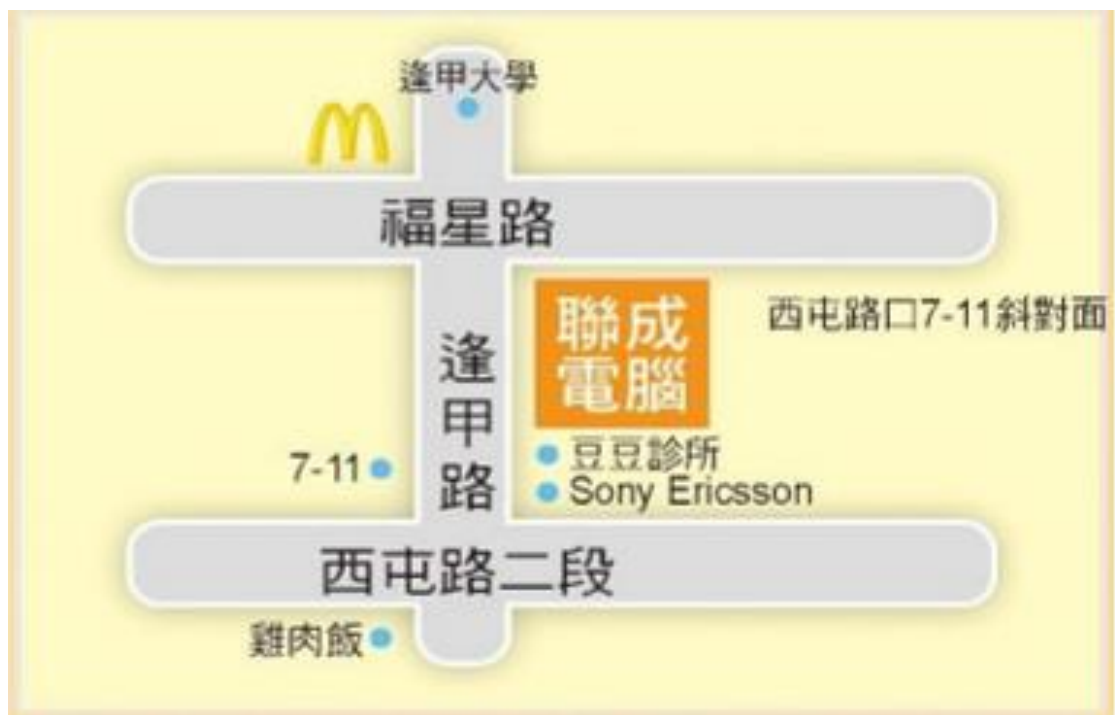 逢甲大學
福星路
聯成
電腦
西屯路口7-11斜對面
逢甲路
7-11
豆豆診所
Sony Ericsson
西屯路二段
雞肉飯